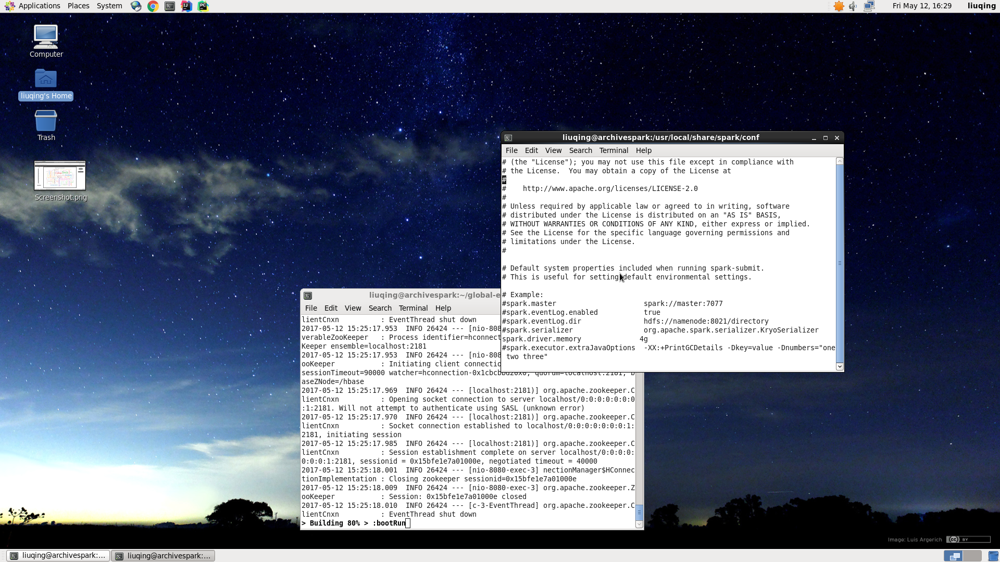 Applications Places System
Fri May 12, 16:29 liuqing
Computer
liuqing's Home
Trash
Screenshot.png
liuqing@archivespark:/usr/local/share/spark/conf
File Edit View Search Terminal Help
# (the "License"); you may not use this file except in compliance with
# the License.  You may obtain a copy of the License at
#
#    http://www.apache.org/licenses/LICENSE-2.0
#
# Unless required by applicable law or agreed to in writing, software
# distributed under the License is distributed on an "AS IS" BASIS,
# WITHOUT WARRANTIES OR CONDITIONS OF ANY KIND, either express or implied.
# See the License for the specific language governing permissions and
# limitations under the License.
#
# Default system properties included when running spark-submit.
# This is useful for setting default environmental settings.
# Example:
#spark.master                     spark://master:7077
#spark.eventLog.enabled           true
#spark.eventLog.dir               hdfs://namenode:8021/directory
#spark.serializer                 org.apache.spark.serializer.KryoSerializer
spark.driver.memory              4g
#spark.executor.extraJavaOptions  -XX:+PrintGCDetails -Dkey=value -Dnumbers="one
 two three"
liuqing@archivespark:~/global-e
File Edit View Search Terminal Help
lientCnxn          : EventThread shut down
2017-05-12 15:25:17.953  INFO 26424 --- [nio-808
verableZooKeeper   : Process identifier=hconnect
Keeper ensemble=localhost:2181
2017-05-12 15:25:17.953  INFO 26424 --- [nio-808
ooKeeper           : Initiating client connectio
sessionTimeout=90000 watcher=hconnection-0x1cbcbbd20x0, quorum=localhost:2181, b
aseZNode=/hbase
2017-05-12 15:25:17.969  INFO 26424 --- [localhost:2181)] org.apache.zookeeper.C
lientCnxn          : Opening socket connection to server localhost/0:0:0:0:0:0:0
:1:2181. Will not attempt to authenticate using SASL (unknown error)
2017-05-12 15:25:17.970  INFO 26424 --- [localhost:2181)] org.apache.zookeeper.C
lientCnxn          : Socket connection established to localhost/0:0:0:0:0:0:0:1:
2181, initiating session
2017-05-12 15:25:17.985  INFO 26424 --- [localhost:2181)] org.apache.zookeeper.C
lientCnxn          : Session establishment complete on server localhost/0:0:0:0:
0:0:0:1:2181, sessionid = 0x15bfe1e7a01000e, negotiated timeout = 40000
2017-05-12 15:25:18.001  INFO 26424 --- [nio-8080-exec-3] nectionManager$HConnec
tionImplementation : Closing zookeeper sessionid=0x15bfe1e7a01000e
2017-05-12 15:25:18.009  INFO 26424 --- [nio-8080-exec-3] org.apache.zookeeper.Z
ooKeeper           : Session: 0x15bfe1e7a01000e closed
2017-05-12 15:25:18.010  INFO 26424 --- [c-3-EventThread] org.apache.zookeeper.C
lientCnxn          : EventThread shut down
> Building 80% > :bootRun
Image: Luis Argerich cc BY
liuqing@archivespark:... liuqing@archivespark:...